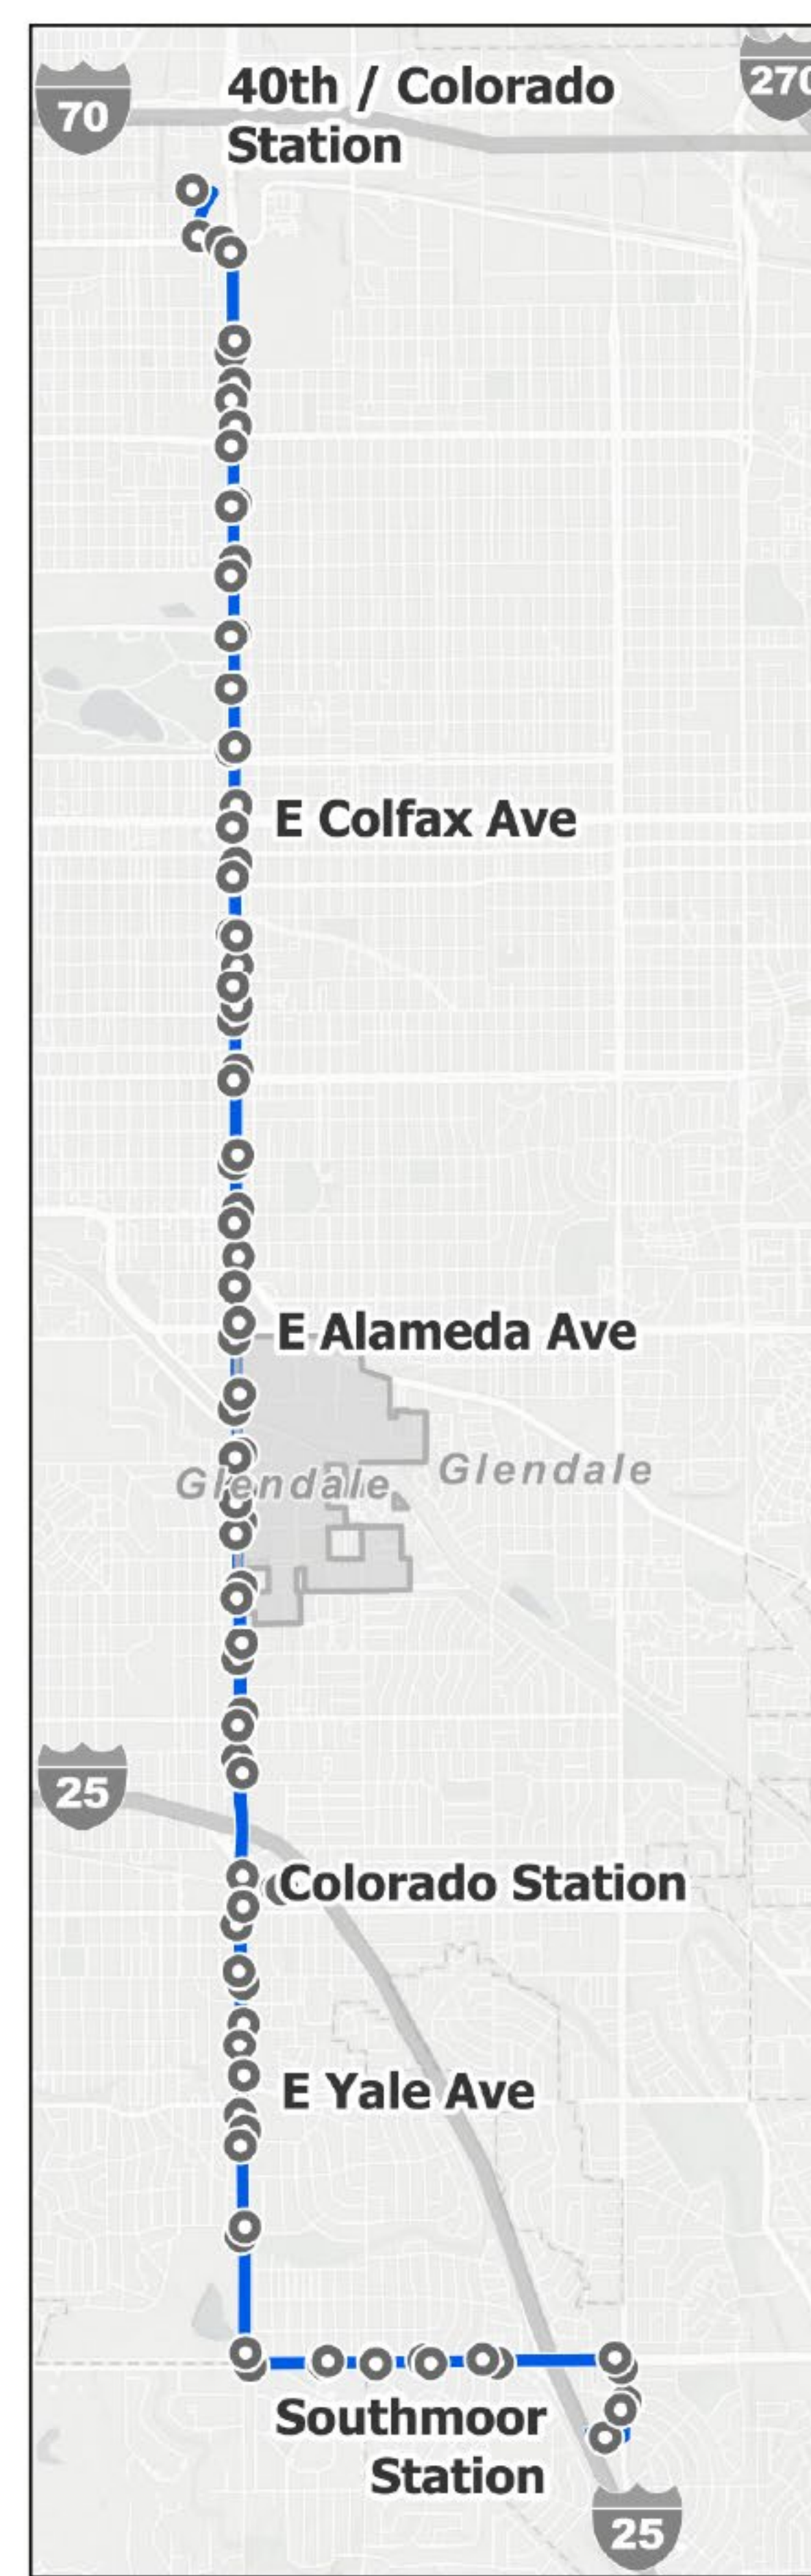 70
40th / Colorado
Station
270
E Colfax Ave
E Alameda Ave
Glendale
Glendale
25
Colorado Station
E Yale Ave
Southmoor
Station
25